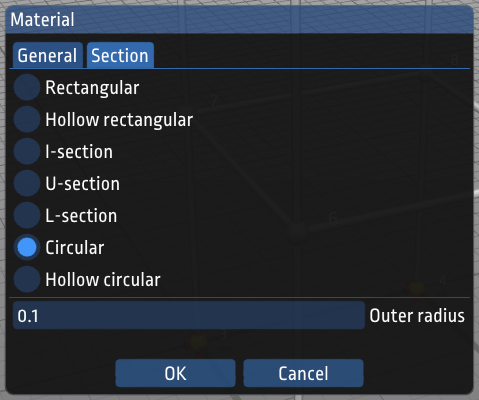 Material
General Section
Rectangular
Hollow rectangular
I-section
U-section
L-section
Circular
Hollow circular
0.1 Outer radius
OK Cancel